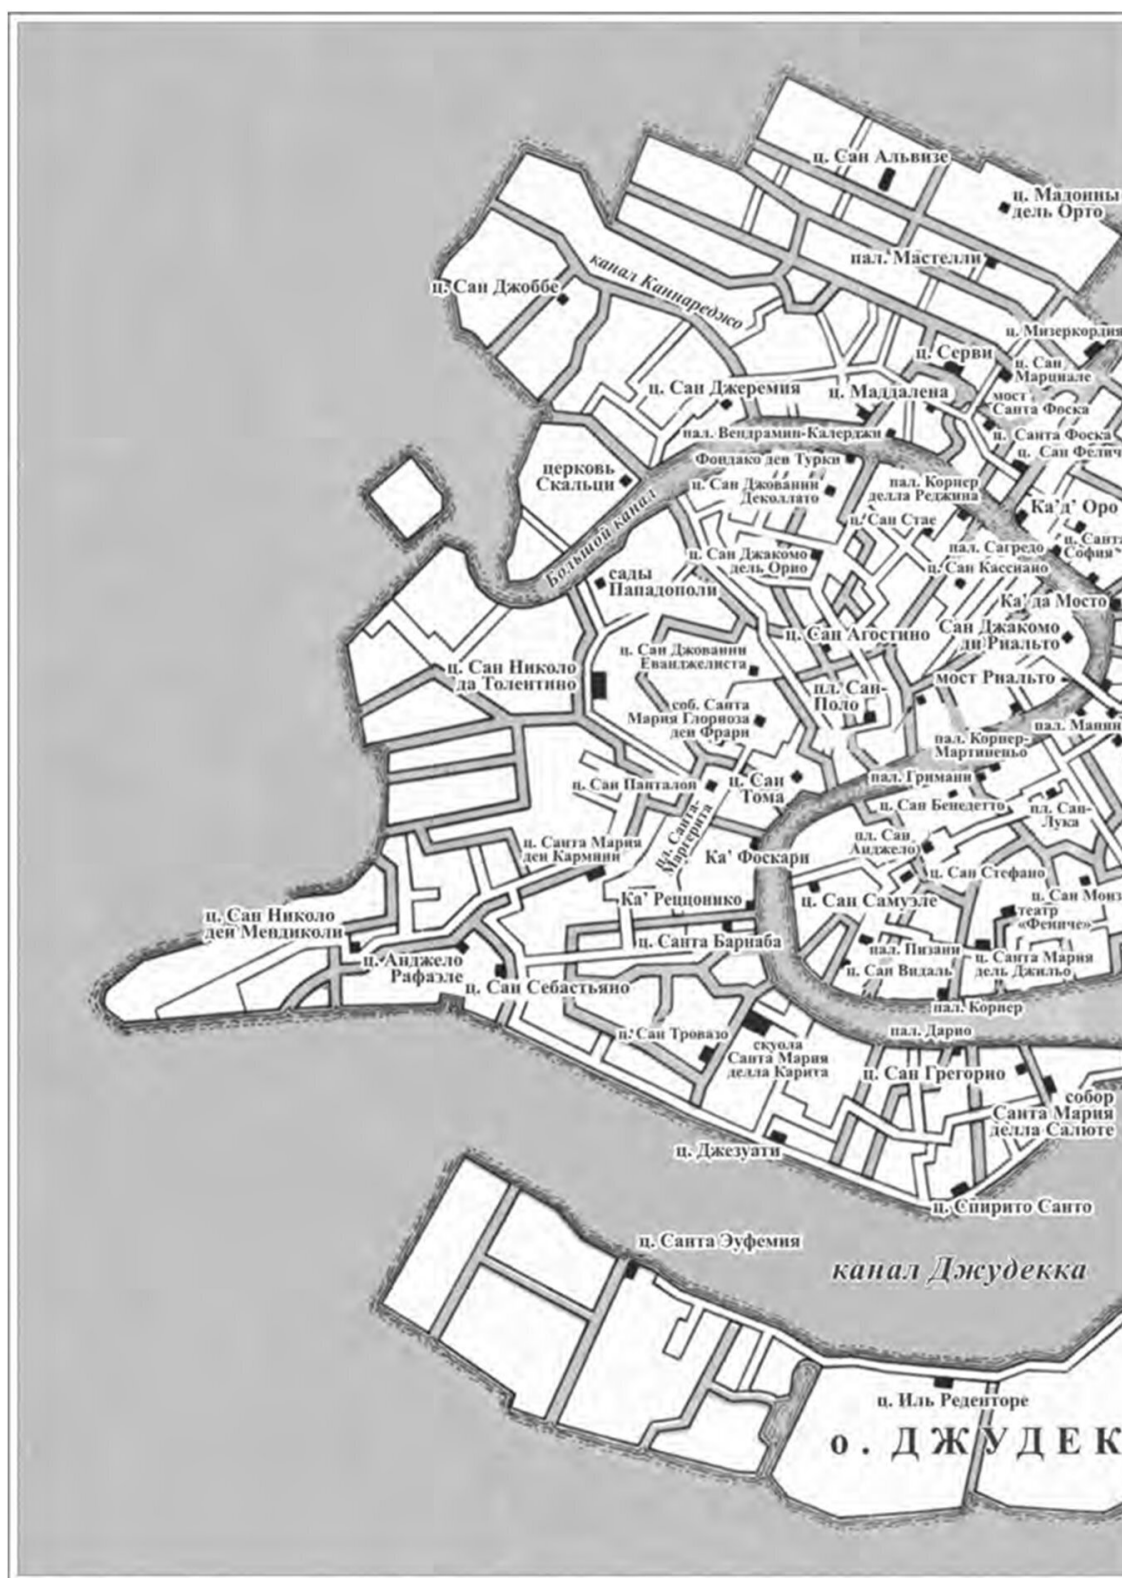 ц. Сан Альвизе
ц. Мадонны
дель Орто
пал. Мастелли
канал Каннареджо
ц. Сан Джоббе
ц. Мизеркордия
ц. Серви
ц. Сан
Марциале
ц. Сан Джеремия
ц. Маддалена
мост
Санта Фоска
пал. Вендрамин-Калерджи
ц. Санта Фоска
ц. Сан Фелич
Фондако деи Турки
церковь
Скальци
ц. Сан Джованни
Деколлато
пал. Корнер
делла Реджина
Большой канал
Ка'д' Оро
ц. Сан Стае
ц. Санта
София
пал. Сагредо
ц. Сан Джакомо
дель Орио
ц. Сан Кассиано
сады
Пападополи
Ка' да Мосто
ц. Сан Агостино
Сан Джакомо
ди Риальто
ц. Сан Джованни
Еванджелиста
ц. Сан Николо
да Толентино
мост Риальто
пл. Сан-
Поло
соб. Санта
Мария Глориоза
деи Фрари
пал. Манин
пал. Корнер-
Мартиненьо
ц. Сан Панталон
ц. Сан
Тома
пал. Гримани
ц. Сан Бенедетто
пл. Сан-
Лука
пл. Санта-
Маргерита
пл. Сан
Анджело
ц. Санта Мария
деи Кармини
Ка' Фоскари
ц. Сан Стефано
Ка' Реццонико
ц. Сан Самуэле
ц. Сан Моиз
театр
«Фениче»
ц. Сан Николо
деи Мендиколи
ц. Санта Барнаба
пал. Пизани
ц. Анджело
Рафаэле
ц. Сан Видаль
ц. Санта Мария
дель Джильо
ц. Сан Себастьяно
пал. Корнер
ц. Сан Тровазо
пал. Дарио
скуола
Санта Мария
делла Карита
ц. Сан Грегорио
собор
Санта Мария
делла Салюте
ц. Джезуати
ц. Спирито Санто
ц. Санта Эуфемия
канал Джудекка
ц. Иль Реденторе
о. ДЖУДЕК